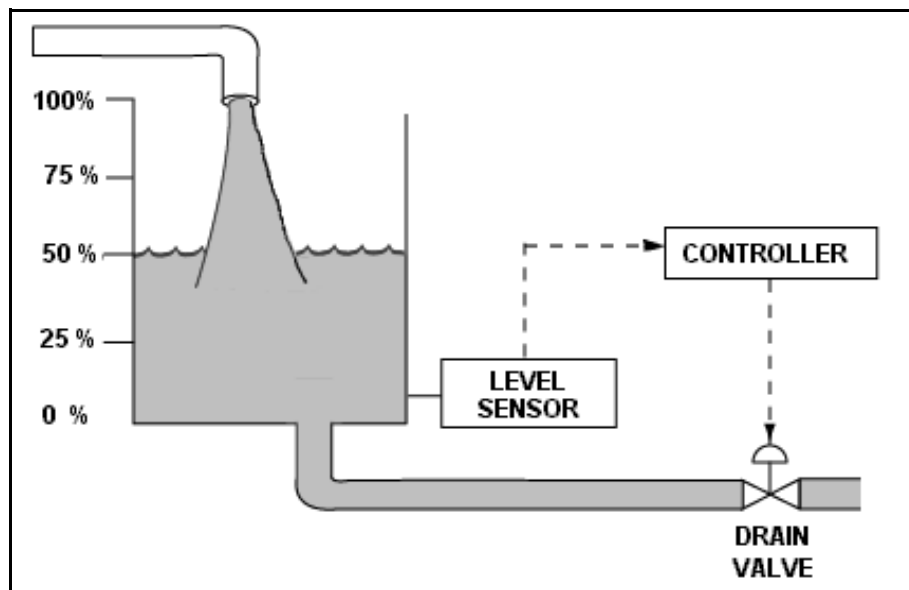 100%
75 %
50 %
25 %
0 %
LEVEL
SENSOR
CONTROLLER
DRAIN
VALVE